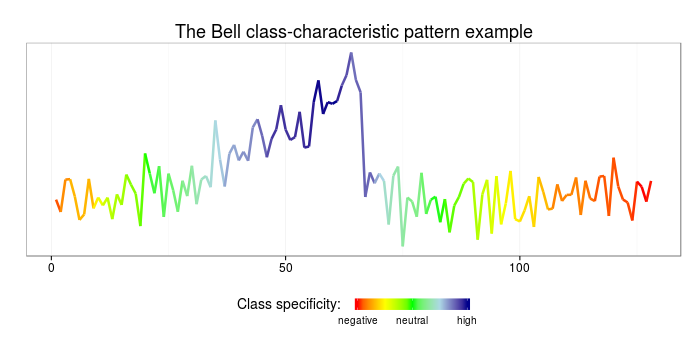 The Bell class-characteristic pattern example
0 50 100
Class specificity:
negative neutral high